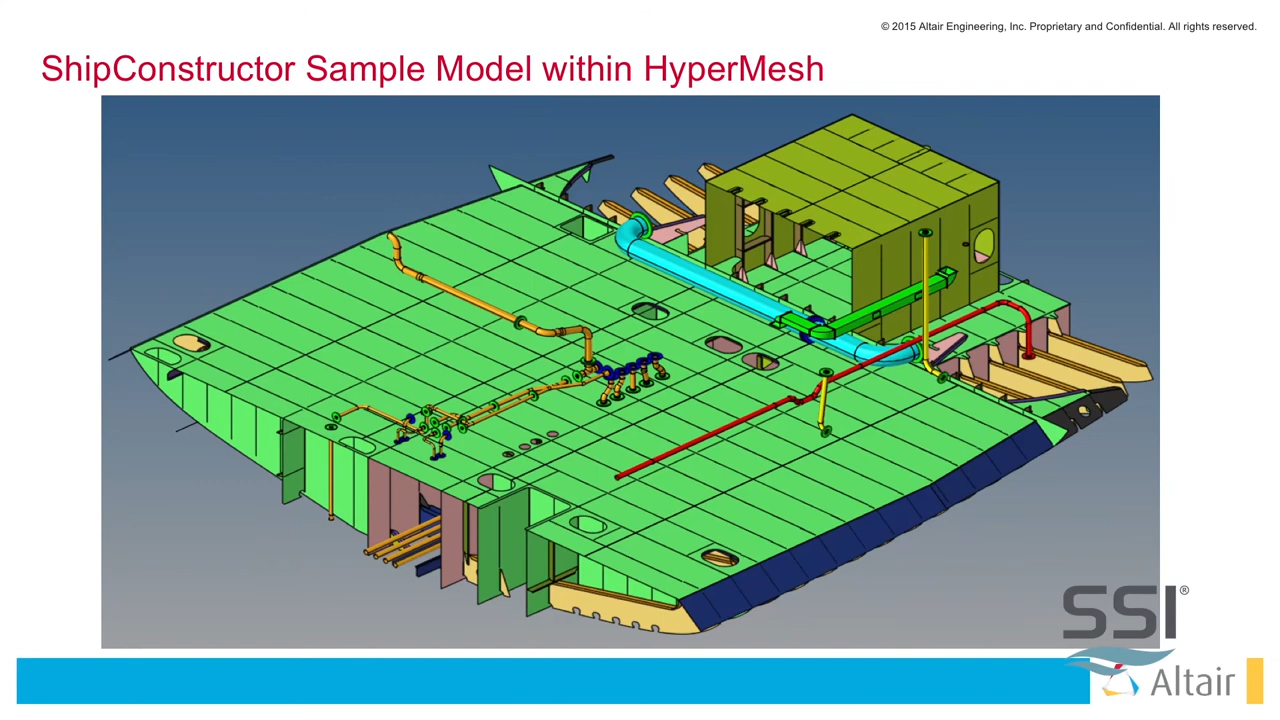 © 2015 Altair Engineering, Inc. Proprietary and Confidential. All rights reserved.
ShipConstructor Sample Model within HyperMesh
SSI®
Altair